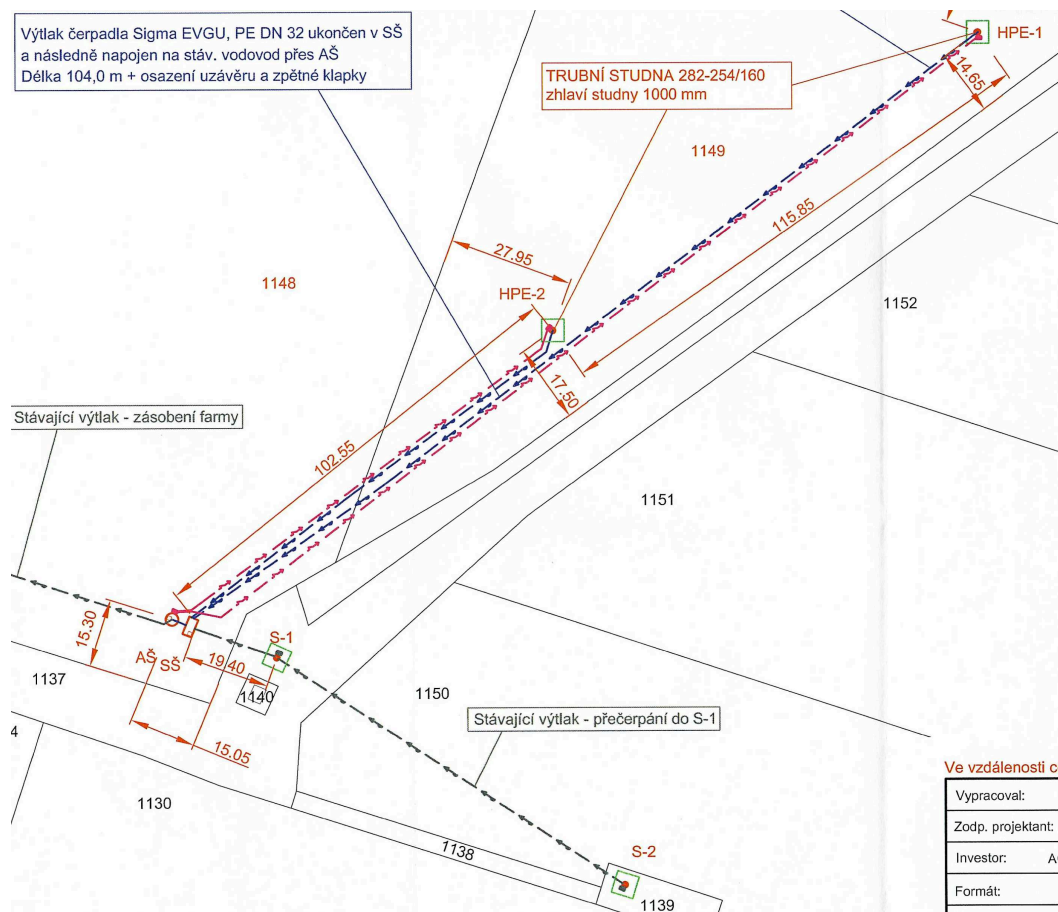 Výtlak čerpadla Sigma EVGU, PE DN 32 ukončen v SŠ
a následně napojen na stáv. vodovod přes AŠ
Délka 104,0 m + osazení uzávěru a zpětné klapky
HPE-1
TRUBNÍ STUDNA 282-254/160
zhlaví studny 1000 mm
14.65
1149
115.85
27.95
1148
HPE-2
1152
17.50
Stávající výtlak - zásobení farmy
102.55
1151
15.30
S-1
AŠ
SŠ
19.40
1137
1140
1150
Stávající výtlak - přečerpání do S-1
4
15.05
Ve vzdálenosti
1130
Vypracoval:
Zodp. projektant:
1138
S-2
Investor:
Formát:
1139